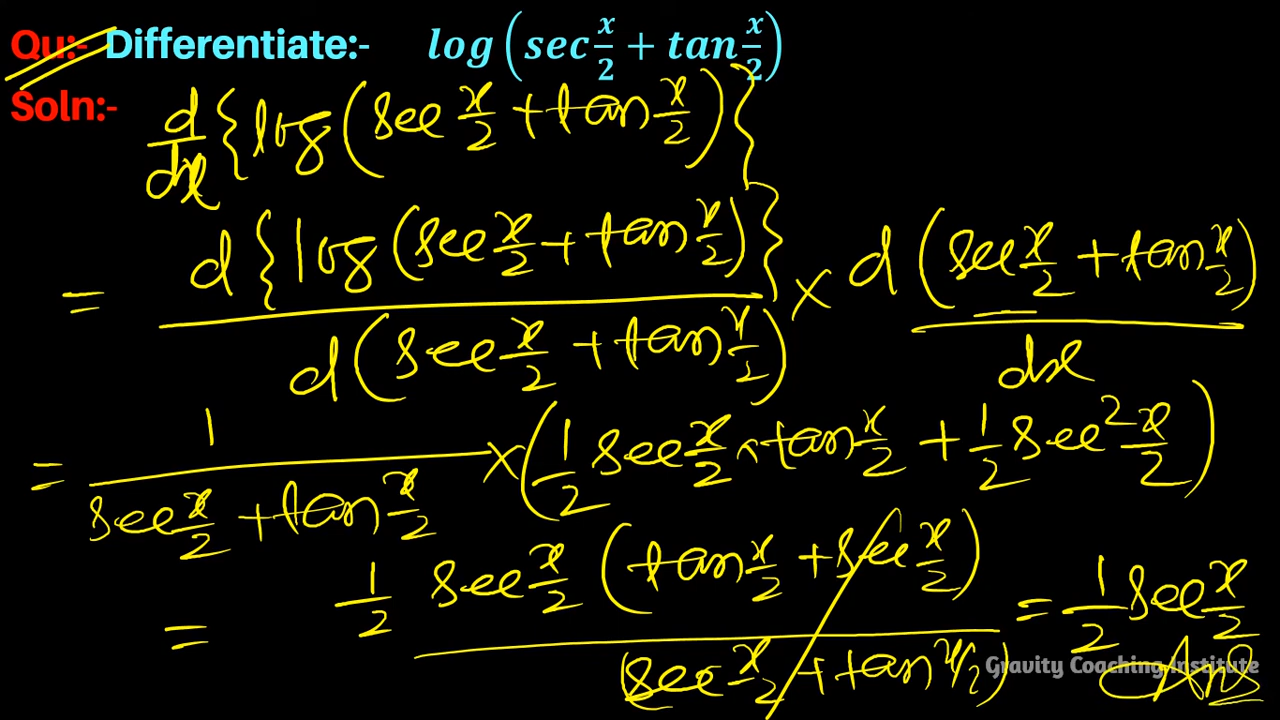 Qu:- Differentiate:- log(sec x/2 + tan x/2)
Soln:- d/dx {log(sec x/2 + tan x/2)}
= d{log(sec x/2 + tan x/2)} / d(sec x/2 + tan x/2) × d(sec x/2 + tan x/2) / dx
= 1 / (sec x/2 + tan x/2) × (1/2 sec x/2 × tan x/2 + 1/2 sec² x/2)
= 1/2 sec x/2 (tan x/2 + sec x/2) / (sec x/2 + tan x/2) = 1/2 sec x/2
Ans
Gravity Coaching Institute